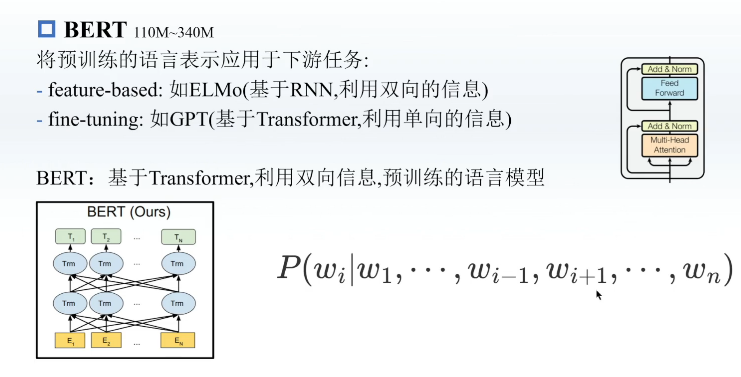 BERT 110M~340M
将预训练的语言表示应用于下游任务:
- feature-based: 如ELMo(基于RNN,利用双向的信息)
- fine-tuning: 如GPT(基于Transformer,利用单向的信息)
Add & Norm
Feed
Forward
Add & Norm
Multi-Head
Attention
BERT：基于Transformer,利用双向信息,预训练的语言模型
BERT (Ours)
T₁ T₂ ... T_N
Trm Trm ... Trm
Trm Trm ... Trm
E₁ E₂ ... E_N
P(w_i|w_1, ⋯, w_{i−1}, w_{i+1}, ⋯, w_n)